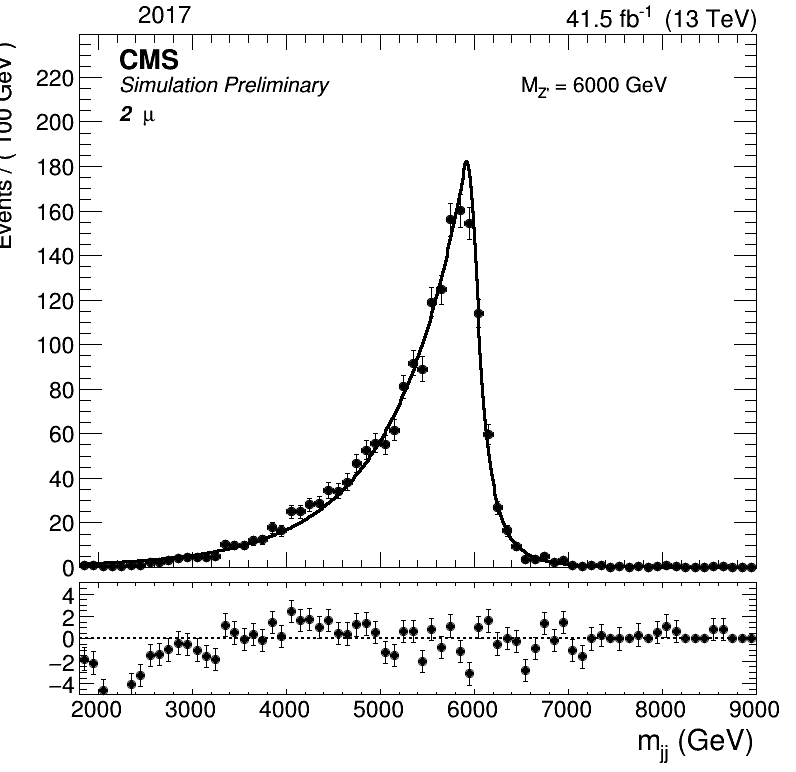 2017 41.5 fb-1 (13 TeV)
CMS
Simulation Preliminary
MZ' = 6000 GeV
2 μ
Events / ( 100 GeV )
220
200
180
160
140
120
100
80
60
40
20
0
4
2
0
−2
−4
2000 3000 4000 5000 6000 7000 8000 9000
mjj (GeV)